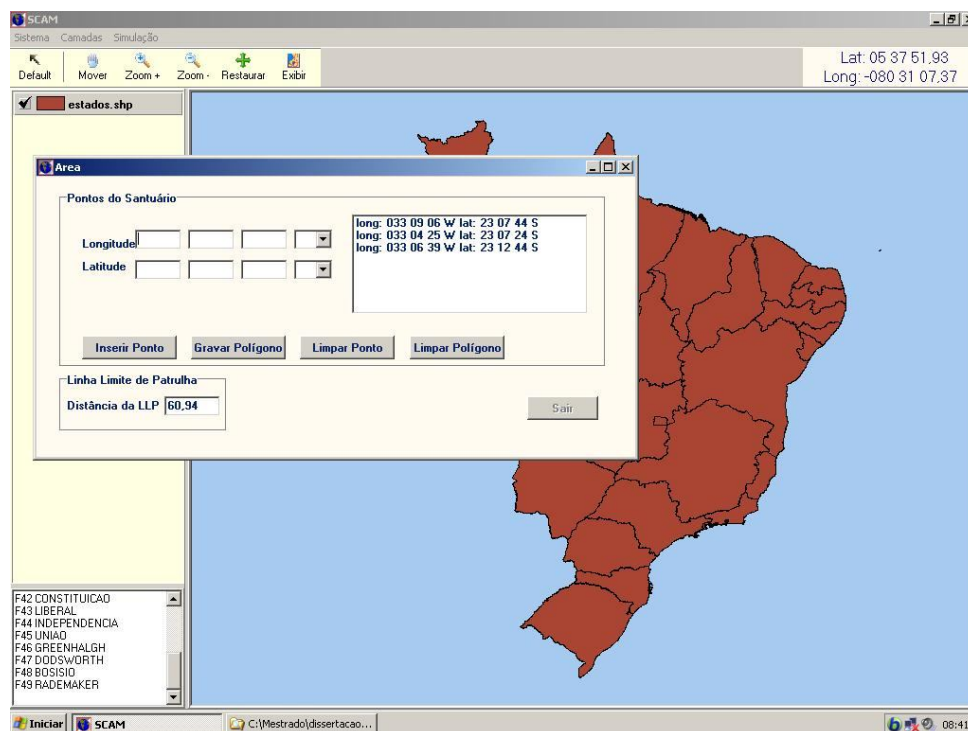 SCAM
Sistema Camadas Simulação
Default Mover Zoom + Zoom - Restaurar Exibir
Lat: 05 37 51,93
Long: -080 31 07,37
estados.shp
Area
Pontos do Santuário
Longitude
Latitude
long: 033 09 06 W lat: 23 07 44 S
long: 033 04 25 W lat: 23 07 24 S
long: 033 06 39 W lat: 23 12 44 S
Inserir Ponto Gravar Polígono Limpar Ponto Limpar Polígono
Linha Limite de Patrulha
Distância da LLP 60,94
Sair
F42 CONSTITUICAO
F43 LIBERAL
F44 INDEPENDENCIA
F45 UNIAO
F46 GREENHALGH
F47 DODSWORTH
F48 BOSISIO
F49 RADEMAKER
Iniciar SCAM C:\Mestrado\dissertacao... 08:41